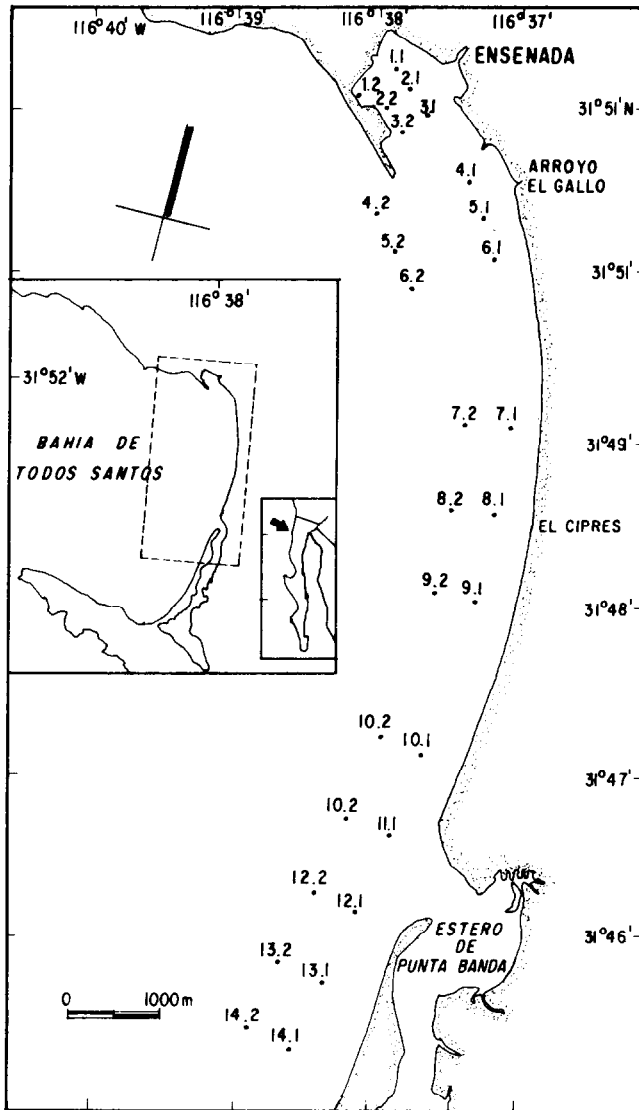 116°40' W
116°39'
116°38'
116°37'
ENSENADA
1.1
2.1
1.2
2.2
3.1
3.2
31°51'N
ARROYO
EL GALLO
4.1
4.2
5.1
5.2
6.1
6.2
31°51'
116°38'
31°52'W
BAHIA DE
TODOS SANTOS
7.2
7.1
31°49'
8.2
8.1
EL CIPRES
9.2
9.1
31°48'
10.2
10.1
31°47'
10.2
11.1
12.2
12.1
ESTERO
DE
PUNTA BANDA
31°46'
13.2
13.1
0 1000m
14.2
14.1